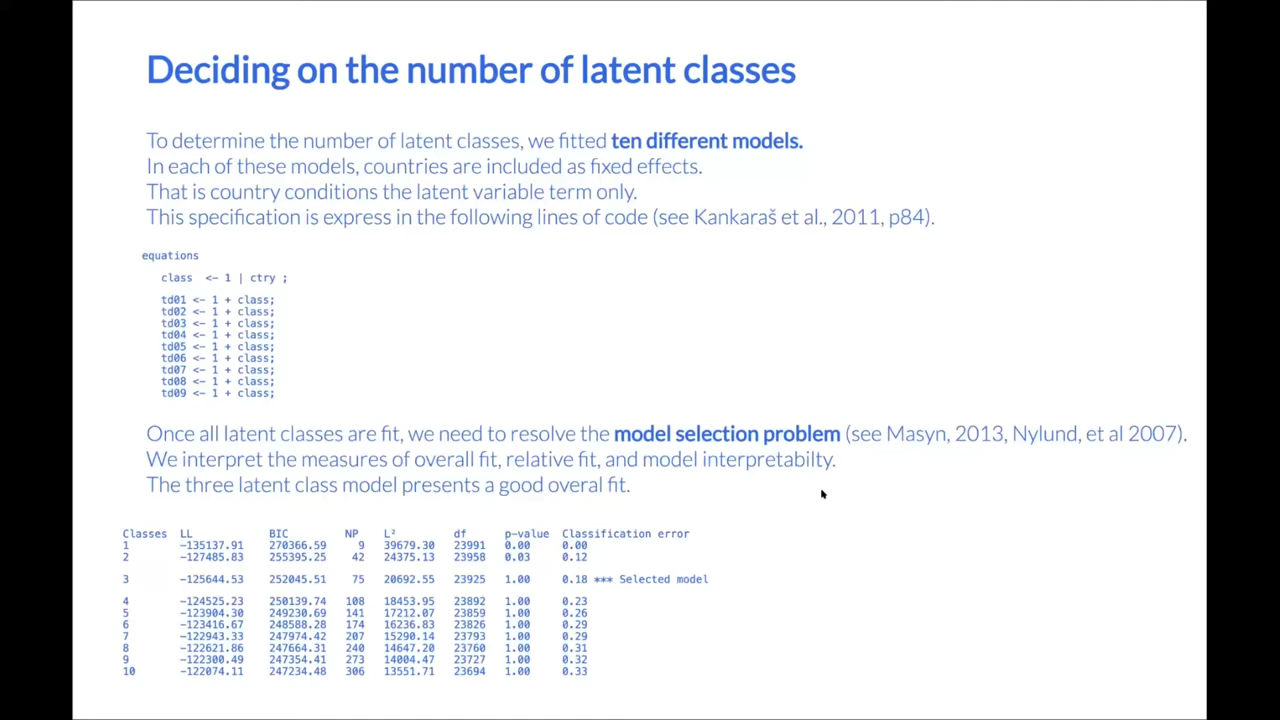 Deciding on the number of latent classes
To determine the number of latent classes, we fitted ten different models.
In each of these models, countries are included as fixed effects.
That is country conditions the latent variable term only.
This specification is express in the following lines of code (see Kankaraš et al., 2011, p84).
equations
class <- 1 | ctry ;
td01 <- 1 + class;
td02 <- 1 + class;
td03 <- 1 + class;
td04 <- 1 + class;
td05 <- 1 + class;
td06 <- 1 + class;
td07 <- 1 + class;
td08 <- 1 + class;
td09 <- 1 + class;
Once all latent classes are fit, we need to resolve the model selection problem (see Masyn, 2013, Nylund, et al 2007).
We interpret the measures of overall fit, relative fit, and model interpretabilty.
The three latent class model presents a good overal fit.
Classes LL BIC NP L² df p-value Classification error
1 -135137.91 270366.59 9 39679.30 23991 0.00 0.00
2 -127485.83 255395.25 42 24375.13 23958 0.03 0.12
3 -125644.53 252045.51 75 20692.55 23925 1.00 0.18 *** Selected model
4 -124525.23 250139.74 108 18453.95 23892 1.00 0.23
5 -123904.30 249230.69 141 17212.07 23859 1.00 0.26
6 -123416.67 248588.28 174 16236.83 23826 1.00 0.29
7 -122943.33 247974.42 207 15290.14 23793 1.00 0.29
8 -122621.86 247664.31 240 14647.20 23760 1.00 0.31
9 -122300.49 247354.41 273 14004.47 23727 1.00 0.32
10 -122074.11 247234.48 306 13551.71 23694 1.00 0.33